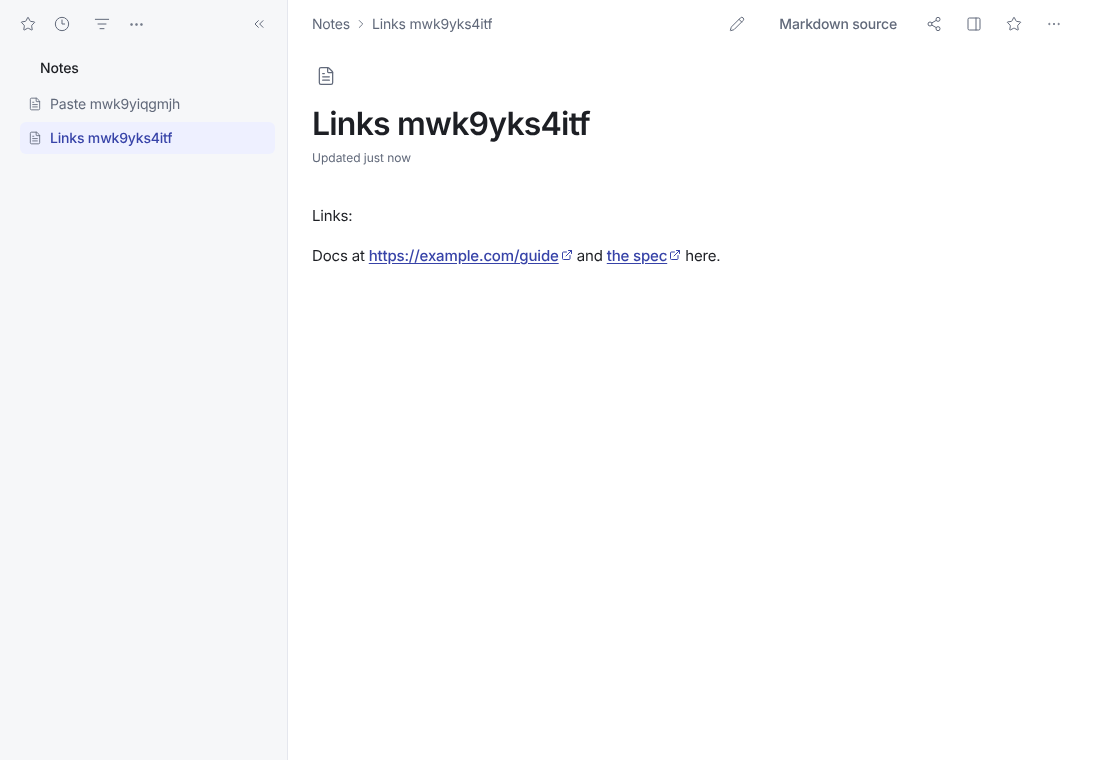 Notes
Paste mwk9yiqgmjh
Links mwk9yks4itf
Notes > Links mwk9yks4itf
Markdown source
Links mwk9yks4itf
Updated just now
Links:
Docs at https://example.com/guide and the spec here.